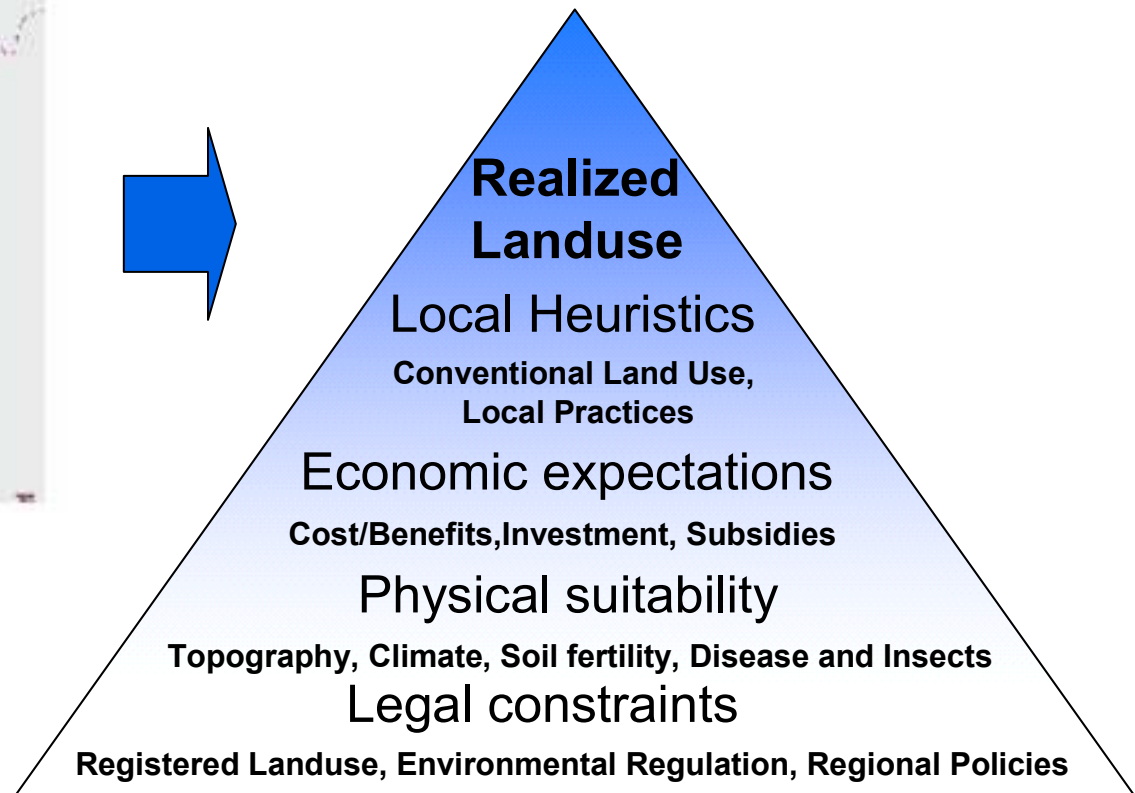 Realized
Landuse
Local Heuristics
Conventional Land Use,
Local Practices
Economic expectations
Cost/Benefits,Investment, Subsidies
Physical suitability
Topography, Climate, Soil fertility, Disease and Insects
Legal constraints
Registered Landuse, Environmental Regulation, Regional Policies